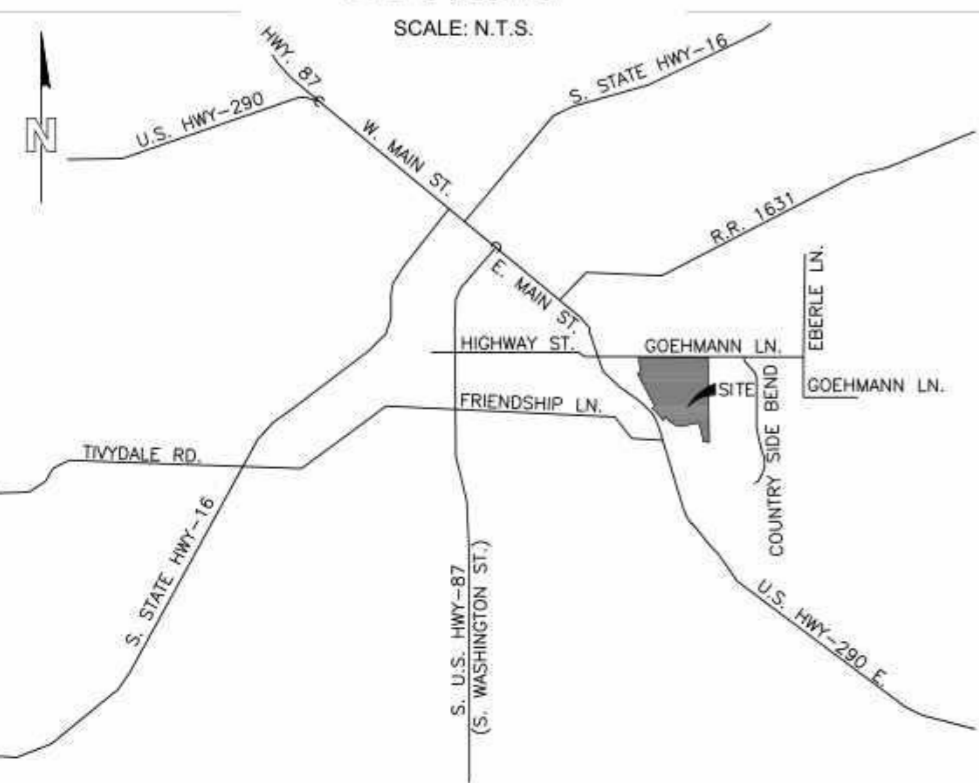 SCALE: N.T.S.
N
HWY. 87
U.S. HWY-290
W. MAIN ST.
S. STATE HWY-16
R.R. 1631
E. MAIN ST.
EBERLE LN.
HIGHWAY ST.
GOEHMANN LN.
SITE
GOEHMANN LN.
FRIENDSHIP LN.
COUNTRY SIDE BEND
TIVYDALE RD.
S. STATE HWY-16
S. U.S. HWY-87
(S. WASHINGTON ST.)
U.S. HWY-290 E.